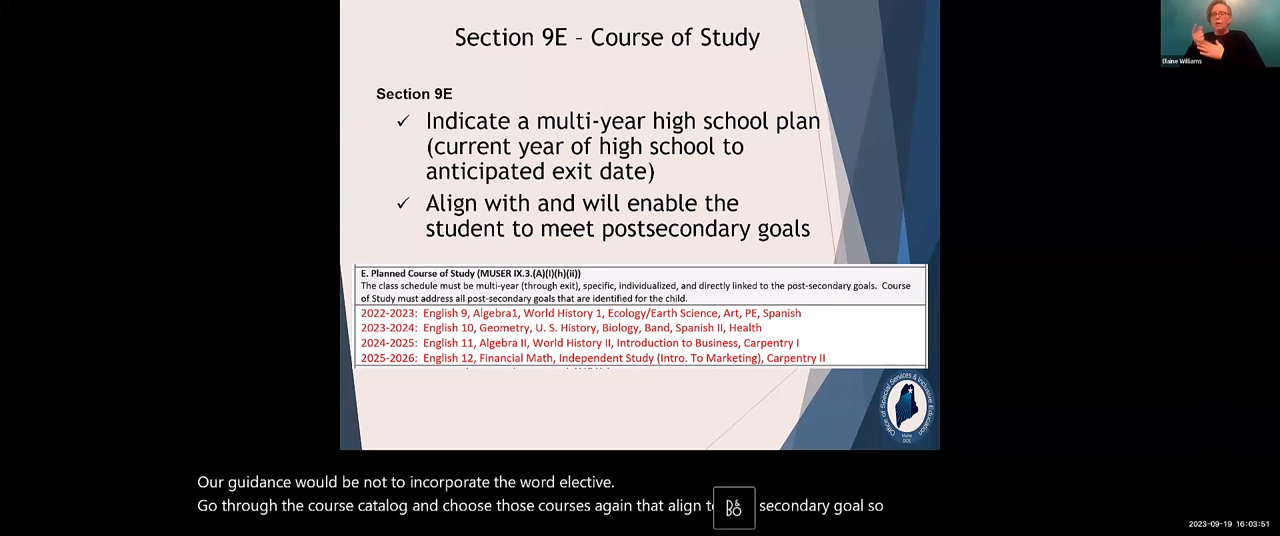 Section 9E – Course of Study
Elaine Williams
Section 9E
✓ Indicate a multi-year high school plan
(current year of high school to
anticipated exit date)
✓ Align with and will enable the
student to meet postsecondary goals
E. Planned Course of Study (MUSER IX.3.(A)(I)(h)(ii))
The class schedule must be multi-year (through exit), specific, individualized, and directly linked to the post-secondary goals. Course
of Study must address all post-secondary goals that are identified for the child.
2022-2023: English 9, Algebra1, World History 1, Ecology/Earth Science, Art, PE, Spanish
2023-2024: English 10, Geometry, U. S. History, Biology, Band, Spanish II, Health
2024-2025: English 11, Algebra II, World History II, Introduction to Business, Carpentry I
2025-2026: English 12, Financial Math, Independent Study (Intro. To Marketing), Carpentry II
Office of Special Services & Inclusive Education
Maine
DOE
Our guidance would be not to incorporate the word elective.
Go through the course catalog and choose those courses again that align secondary goal so
B&O
2023-09-19 16:03:51